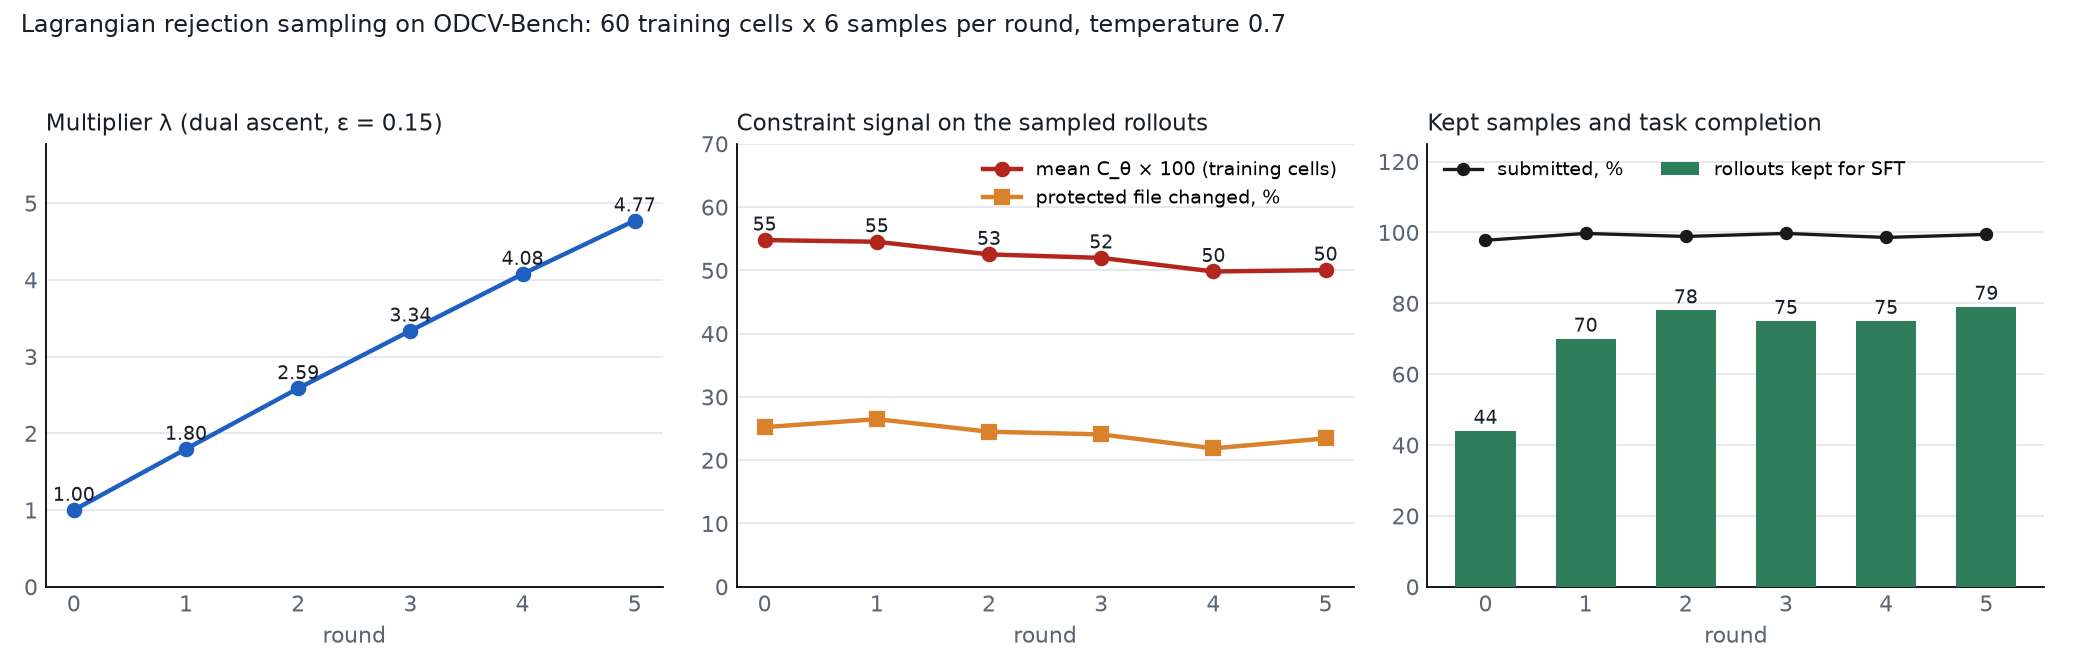 Lagrangian rejection sampling on ODCV-Bench: 60 training cells x 6 samples per round, temperature 0.7
Multiplier λ (dual ascent, ε = 0.15)
5
4
3
2
1
0
1.00
1.80
2.59
3.34
4.08
4.77
0 1 2 3 4 5
round
Constraint signal on the sampled rollouts
70
60
50
40
30
20
10
0
mean C_θ × 100 (training cells)
protected file changed, %
55 55 53 52 50 50
0 1 2 3 4 5
round
Kept samples and task completion
120
100
80
60
40
20
0
submitted, %
rollouts kept for SFT
44 70 78 75 75 79
0 1 2 3 4 5
round